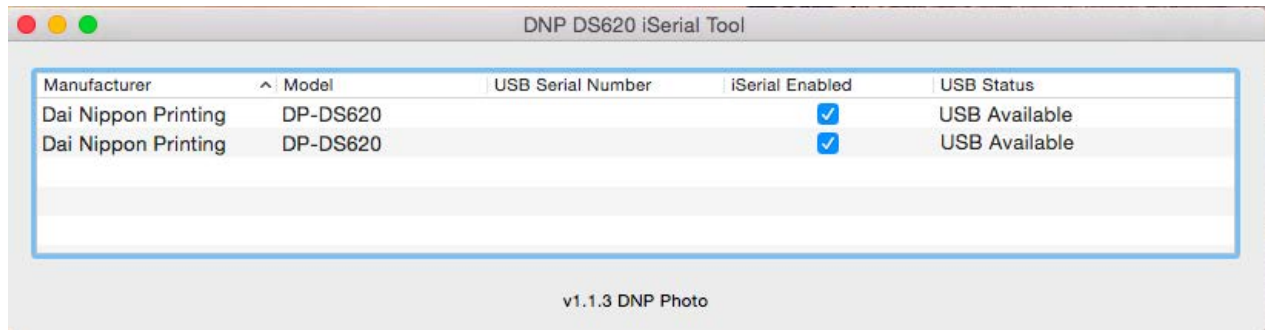 DNP DS620 iSerial Tool
Manufacturer Model USB Serial Number iSerial Enabled USB Status
Dai Nippon Printing DP-DS620 USB Available
Dai Nippon Printing DP-DS620 USB Available
v1.1.3 DNP Photo